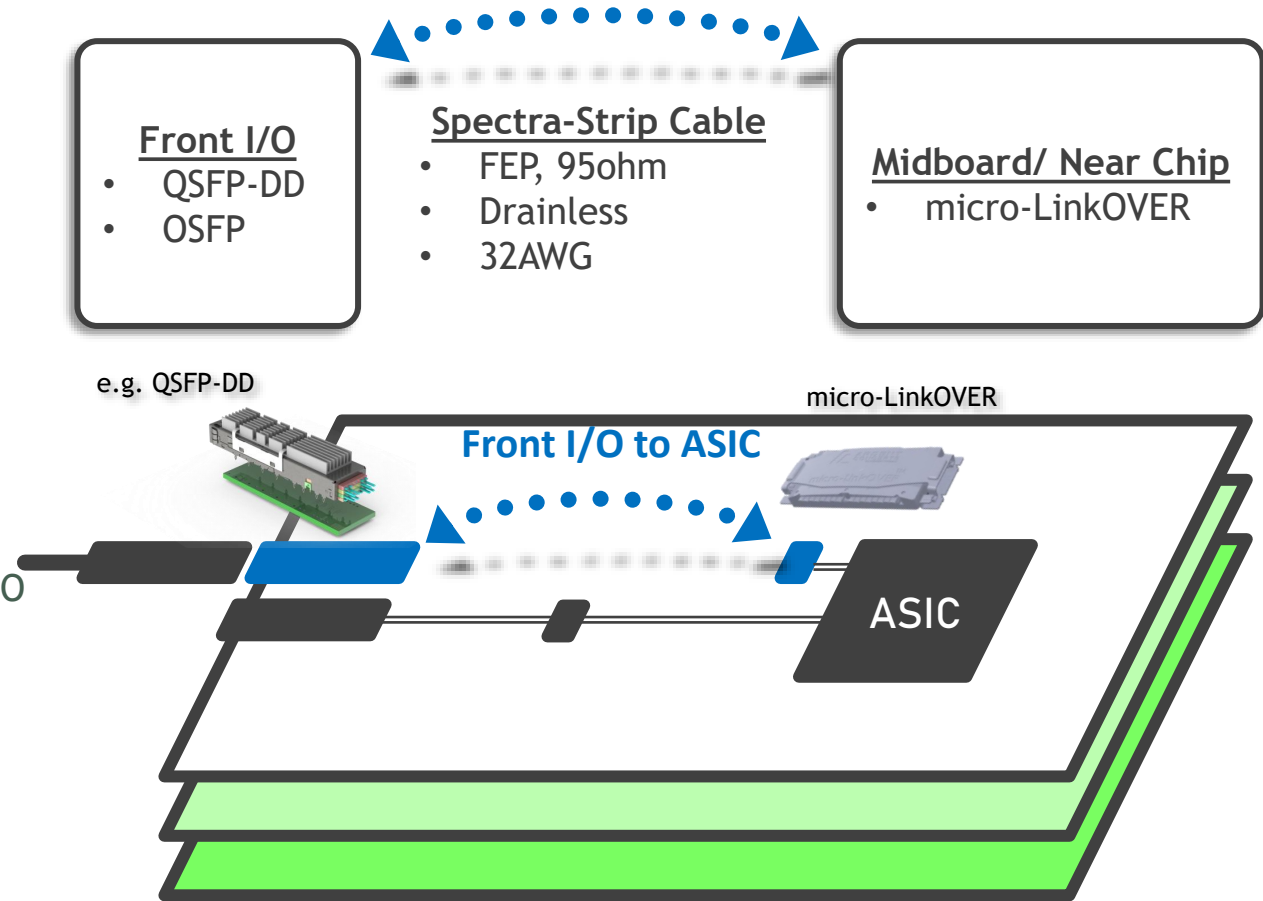 Front I/O
• QSFP-DD
• OSFP
Spectra-Strip Cable
• FEP, 95ohm
• Drainless
• 32AWG
Midboard/ Near Chip
• micro-LinkOVER
e.g. QSFP-DD
micro-LinkOVER
Front I/O to ASIC
O
ASIC